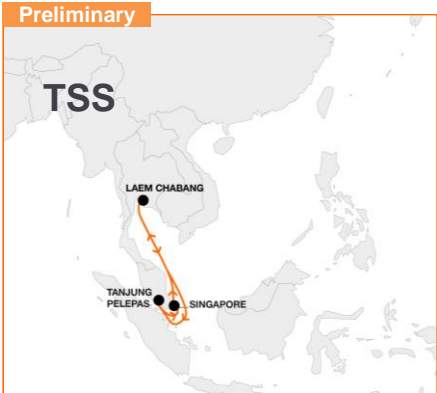 Preliminary
TSS
LAEM CHABANG
TANJUNG
PELEPAS
SINGAPORE